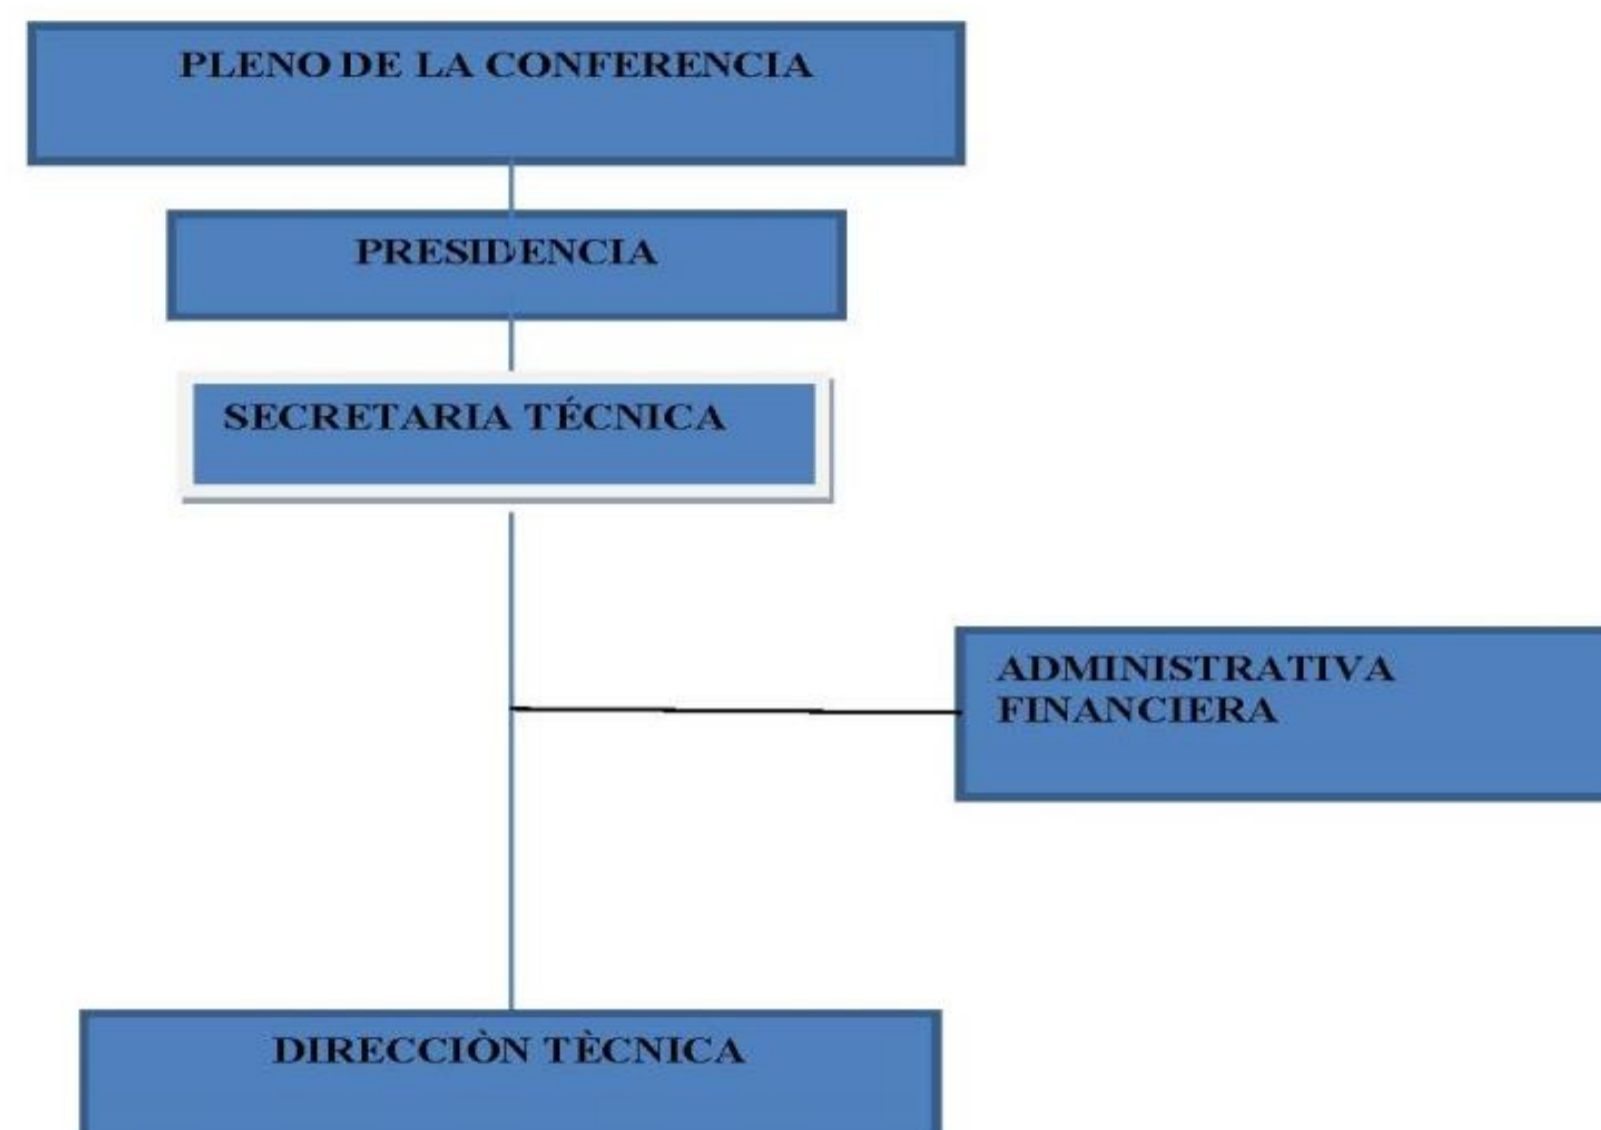 PLENO DE LA CONFERENCIA
PRESIDENCIA
SECRETARIA TÉCNICA
ADMINISTRATIVA
FINANCIERA
DIRECCIÒN TÈCNICA